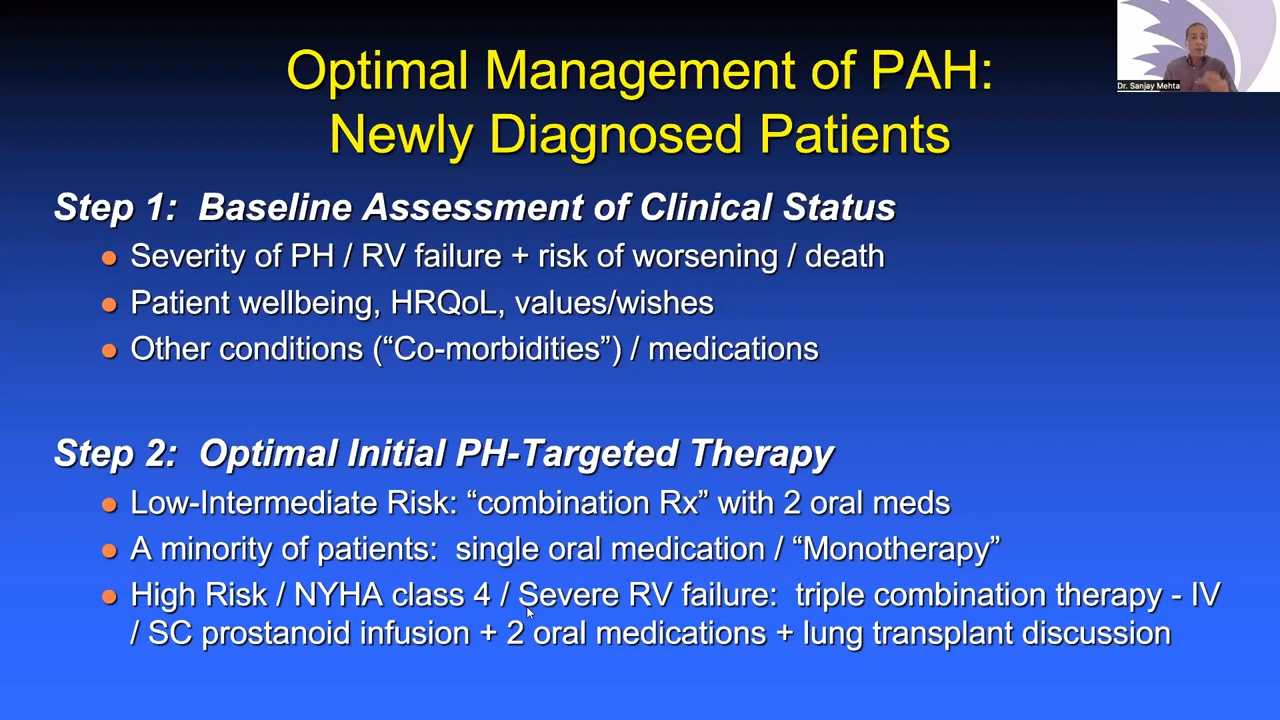 Optimal Management of PAH:
Newly Diagnosed Patients
Dr. Sanjay Mehta
Step 1:  Baseline Assessment of Clinical Status
● Severity of PH / RV failure + risk of worsening / death
● Patient wellbeing, HRQoL, values/wishes
● Other conditions (“Co-morbidities”) / medications
Step 2:  Optimal Initial PH-Targeted Therapy
● Low-Intermediate Risk: “combination Rx” with 2 oral meds
● A minority of patients:  single oral medication / “Monotherapy”
● High Risk / NYHA class 4 / Severe RV failure:  triple combination therapy - IV
/ SC prostanoid infusion + 2 oral medications + lung transplant discussion